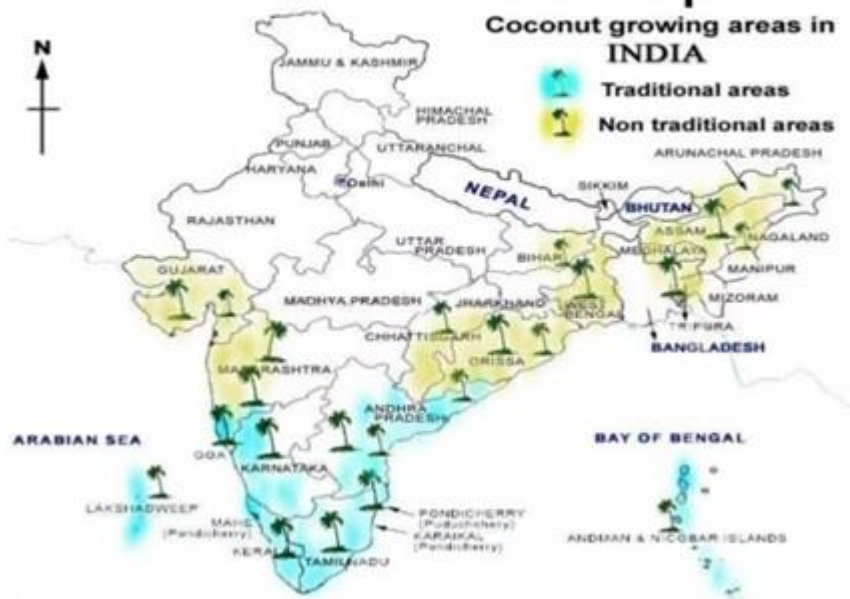 Coconut growing areas in
INDIA
Traditional areas
Non traditional areas
N
JAMMU & KASHMIR
HIMACHAL
PRADESH
PUNJAB
UTTARANCHAL
HARYANA
Delhi
ARUNACHAL PRADESH
SIKKIM
NEPAL
BHUTAN
RAJASTHAN
ASSAM
NAGALAND
UTTAR
PRADESH
MEGHALAYA
BIHAR
GUJARAT
MANIPUR
MADHYA PRADESH
JHARKHAND
WEST
BENGAL
MIZORAM
TRIPURA
CHHATTISGARH
BANGLADESH
ORISSA
MAHARASHTRA
ANDHRA
PRADESH
ARABIAN SEA
BAY OF BENGAL
GOA
KARNATAKA
LAKSHADWEEP
PONDICHERRY
(Puduchicherry)
MAHE
(Pondicherry)
KARAIKAL
(Pondicherry)
ANDMAN & NICOBAR ISLANDS
KERALA
TAMILNADU